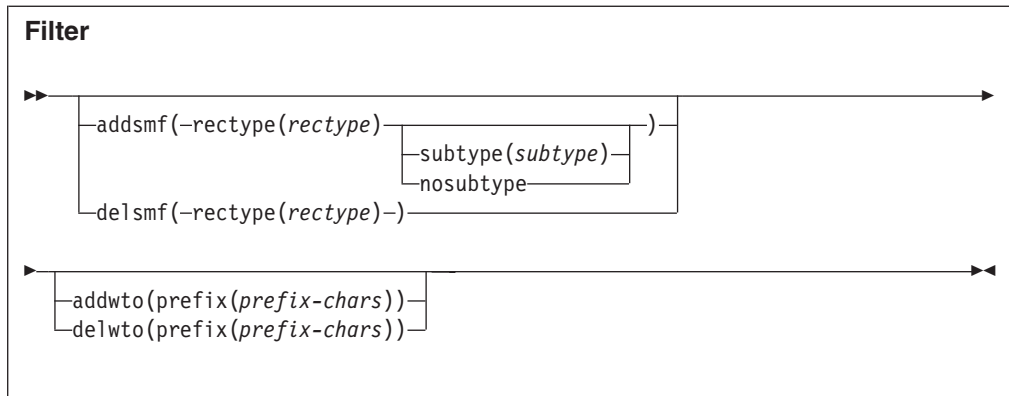 Filter
addsmf(rectype(rectype) )
subtype(subtype)
nosubtype
delsmf(rectype(rectype) )
addwto(prefix(prefix-chars))
delwto(prefix(prefix-chars))